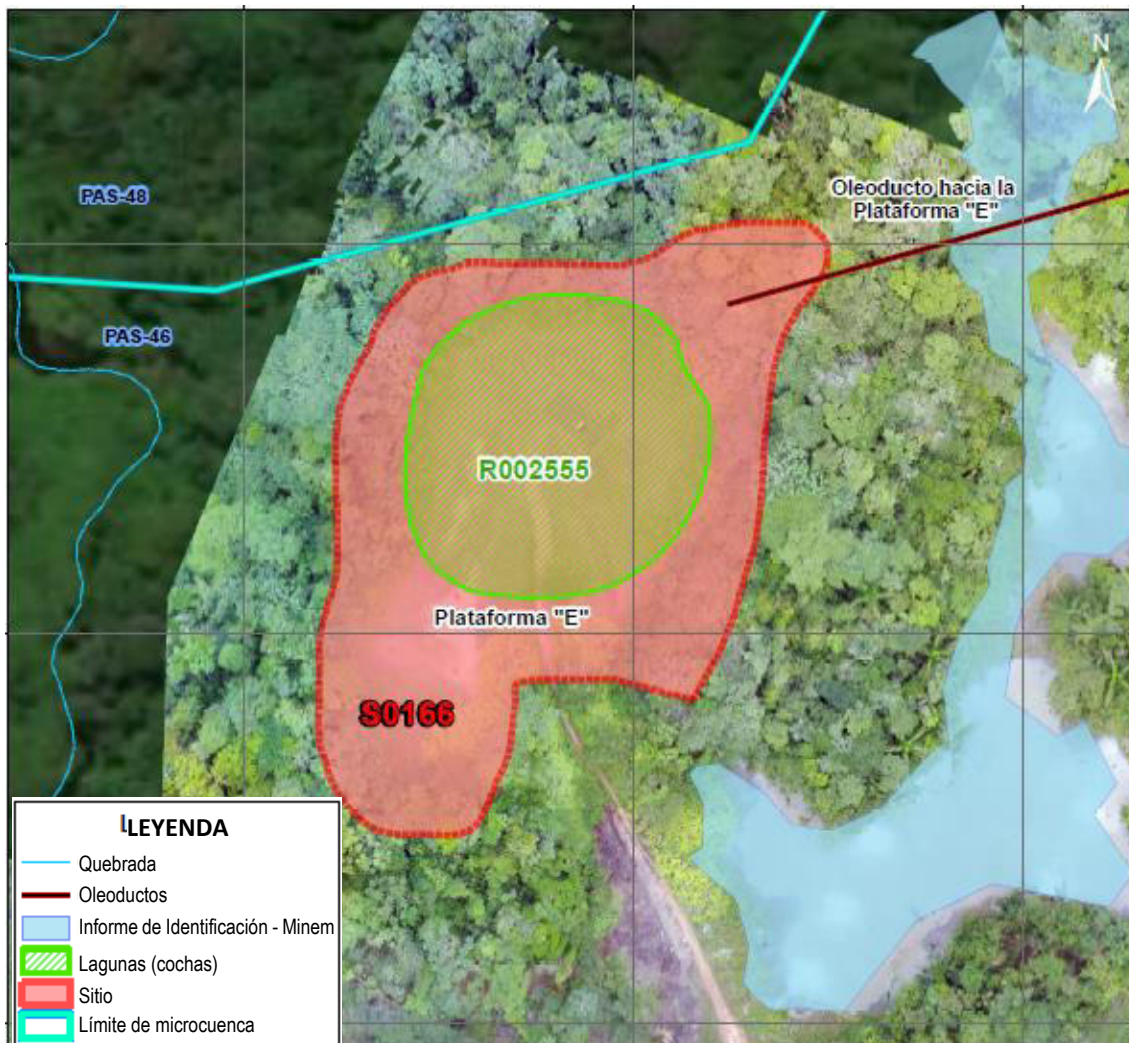 N
PAS-48
Oleoducto hacia la
Plataforma "E"
PAS-46
R002555
Plataforma "E"
S0166
LEYENDA
Quebrada
Oleoductos
Informe de Identificación - Minem
Lagunas (cochas)
Sitio
Límite de microcuenca